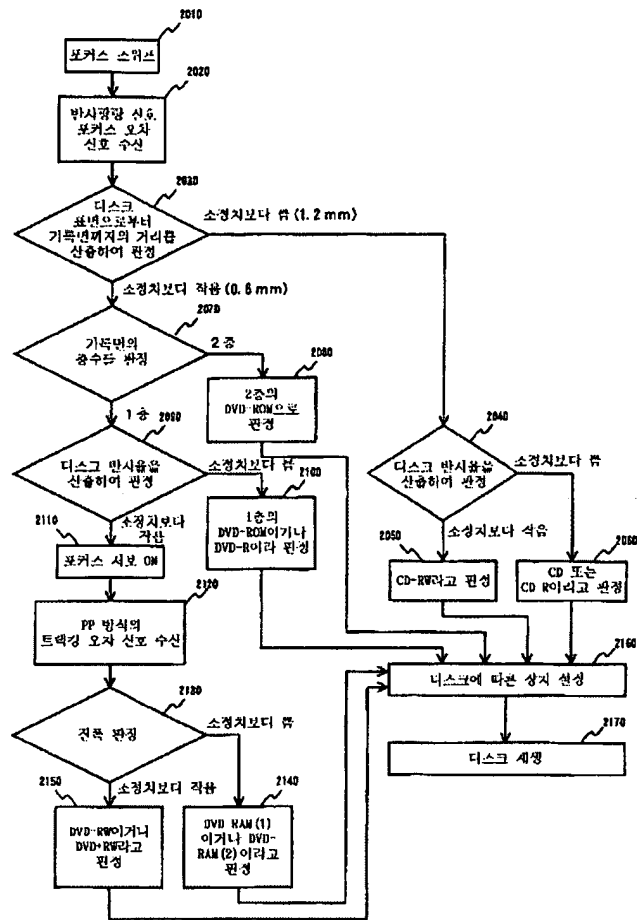 2010
포커스 스위프
2020
반사광량 신호,
포커스 오차
신호 수신
2030
디스크
표면으로부터
기록면까지의 거리를
산출하여 판정
소정치보다 큼 (1.2 mm)
소정치보다 작음 (0.6 mm)
2070
기록면의
층수를 판정
2 층
2080
2층의
DVD-ROM으로
판정
1 층
2090
디스크 반사율을
산출하여 판정
소정치보다 큼
소정치보다
작음
2100
1층의
DVD-ROM이거나
DVD-R이라 판정
2040
디스크 반사율을
산출하여 판정
소정치보다 큼
소정치보다 작음
2050
CD-RW라고 판정
2060
CD 또는
CD-R이라고 판정
2110
포커스 서보 ON
2120
PP 방식의
트랙킹 오차 신호 수신
2130
진폭 판정
소정치보다 큼
소정치보다 작음
2150
DVD-RW이거나
DVD+RW라고
판정
2140
DVD RAM(1)
이거나 DVD-
RAM(2)이라고
판정
2160
디스크에 따른 장치 설정
2170
디스크 재생